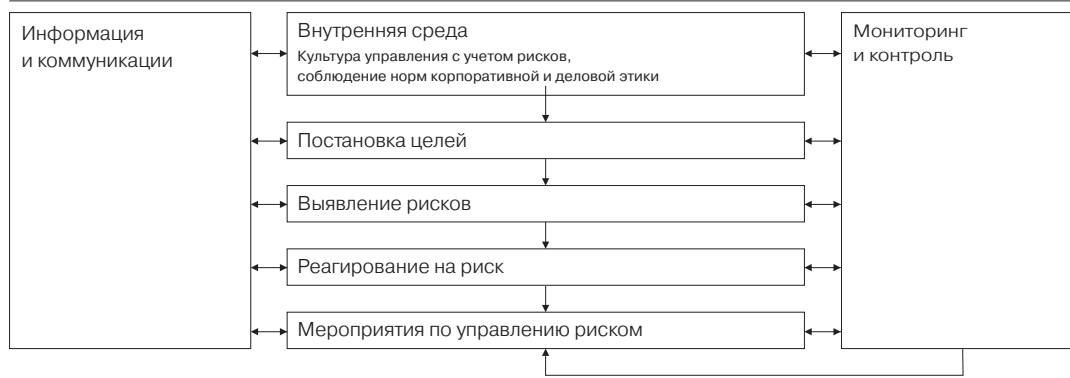 Информация
и коммуникации
Внутренняя среда
Культура управления с учетом рисков,
соблюдение норм корпоративной и деловой этики
Постановка целей
Выявление рисков
Реагирование на риск
Мероприятия по управлению риском
Мониторинг
и контроль